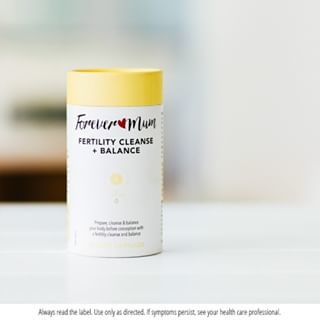 Forever Mum
FERTILITY CLEANSE
+ BALANCE
Prepare, cleanse & balance
your body before conception with
a fertility cleanse and balance
Always read the label. Use only as directed. If symptoms persist, see your health care professional.